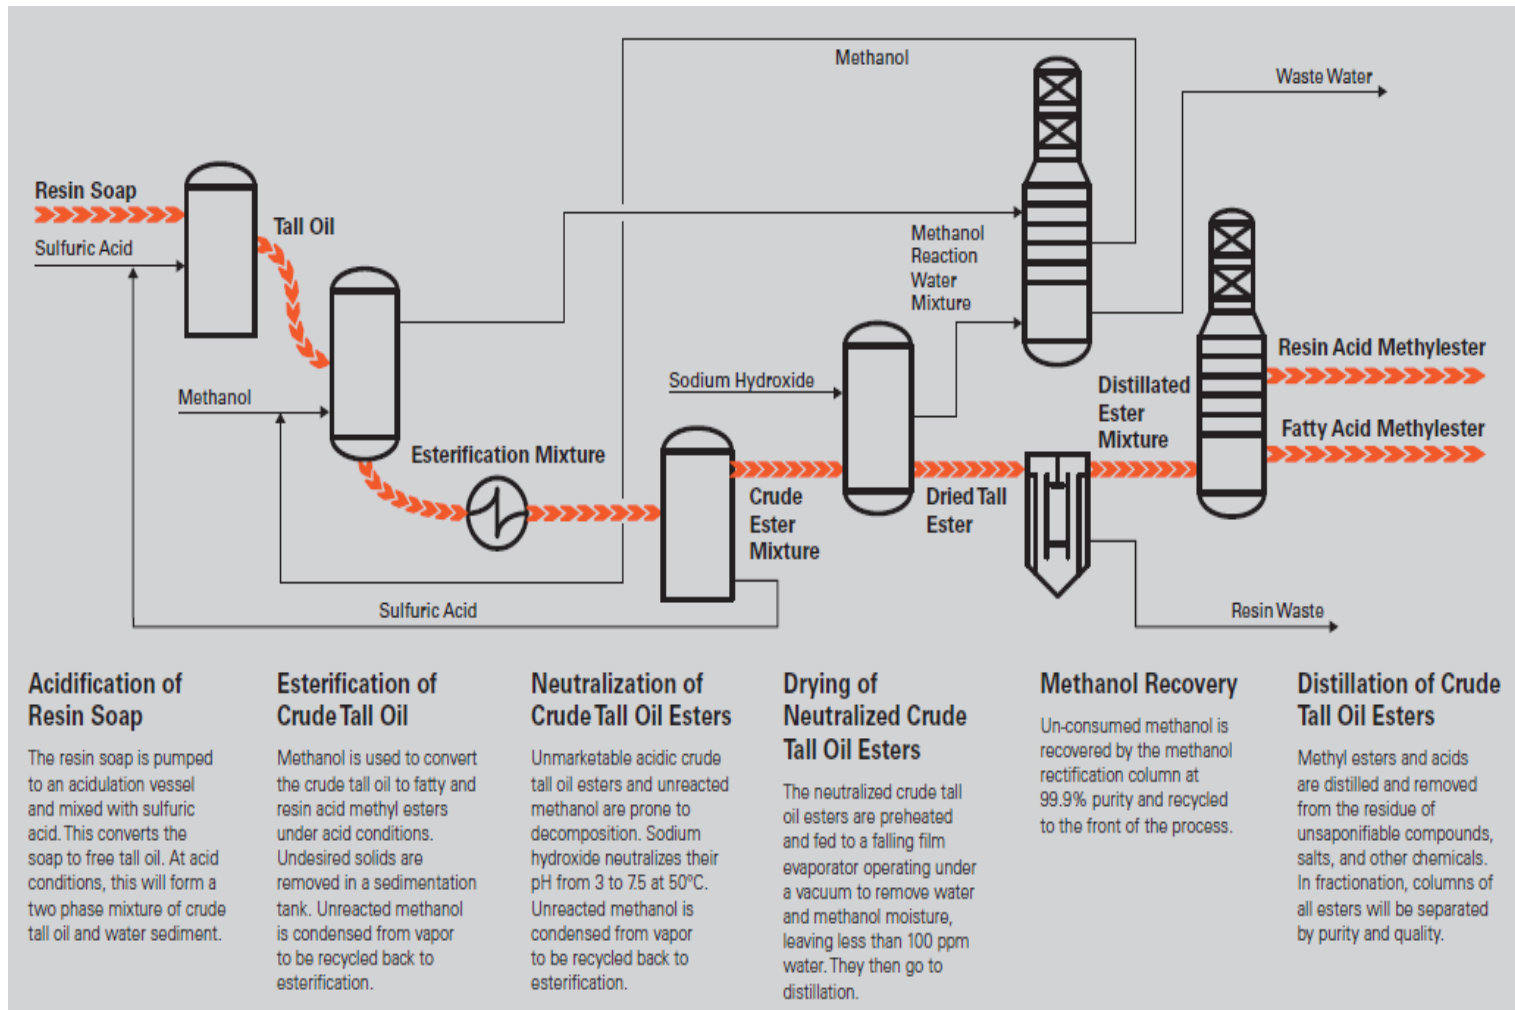 Methanol
Waste Water
Resin Soap
Sulfuric Acid
Tall Oil
Methanol
Reaction
Water
Mixture
Methanol
Sodium Hydroxide
Esterification Mixture
Crude
Ester
Mixture
Dried Tall
Ester
Distillated
Ester
Mixture
Resin Acid Methylester
Fatty Acid Methylester
Sulfuric Acid
Resin Waste
Acidification of
Resin Soap
The resin soap is pumped
to an acidulation vessel
and mixed with sulfuric
acid. This converts the
soap to free tall oil. At acid
conditions, this will form a
two phase mixture of crude
tall oil and water sediment.
Esterification of
Crude Tall Oil
Methanol is used to convert
the crude tall oil to fatty and
resin acid methyl esters
under acid conditions.
Undesired solids are
removed in a sedimentation
tank. Unreacted methanol
is condensed from vapor
to be recycled back to
esterification.
Neutralization of
Crude Tall Oil Esters
Unmarketable acidic crude
tall oil esters and unreacted
methanol are prone to
decomposition. Sodium
hydroxide neutralizes their
pH from 3 to 7.5 at 50ºC.
Unreacted methanol is
condensed from vapor
to be recycled back to
esterification.
Drying of
Neutralized Crude
Tall Oil Esters
The neutralized crude tall
oil esters are preheated
and fed to a falling film
evaporator operating under
a vacuum to remove water
and methanol moisture,
leaving less than 100 ppm
water. They then go to
distillation.
Methanol Recovery
Un-consumed methanol is
recovered by the methanol
rectification column at
99.9% purity and recycled
to the front of the process.
Distillation of Crude
Tall Oil Esters
Methyl esters and acids
are distilled and removed
from the residue of
unsaponifiable compounds,
salts, and other chemicals.
In fractionation, columns of
all esters will be separated
by purity and quality.